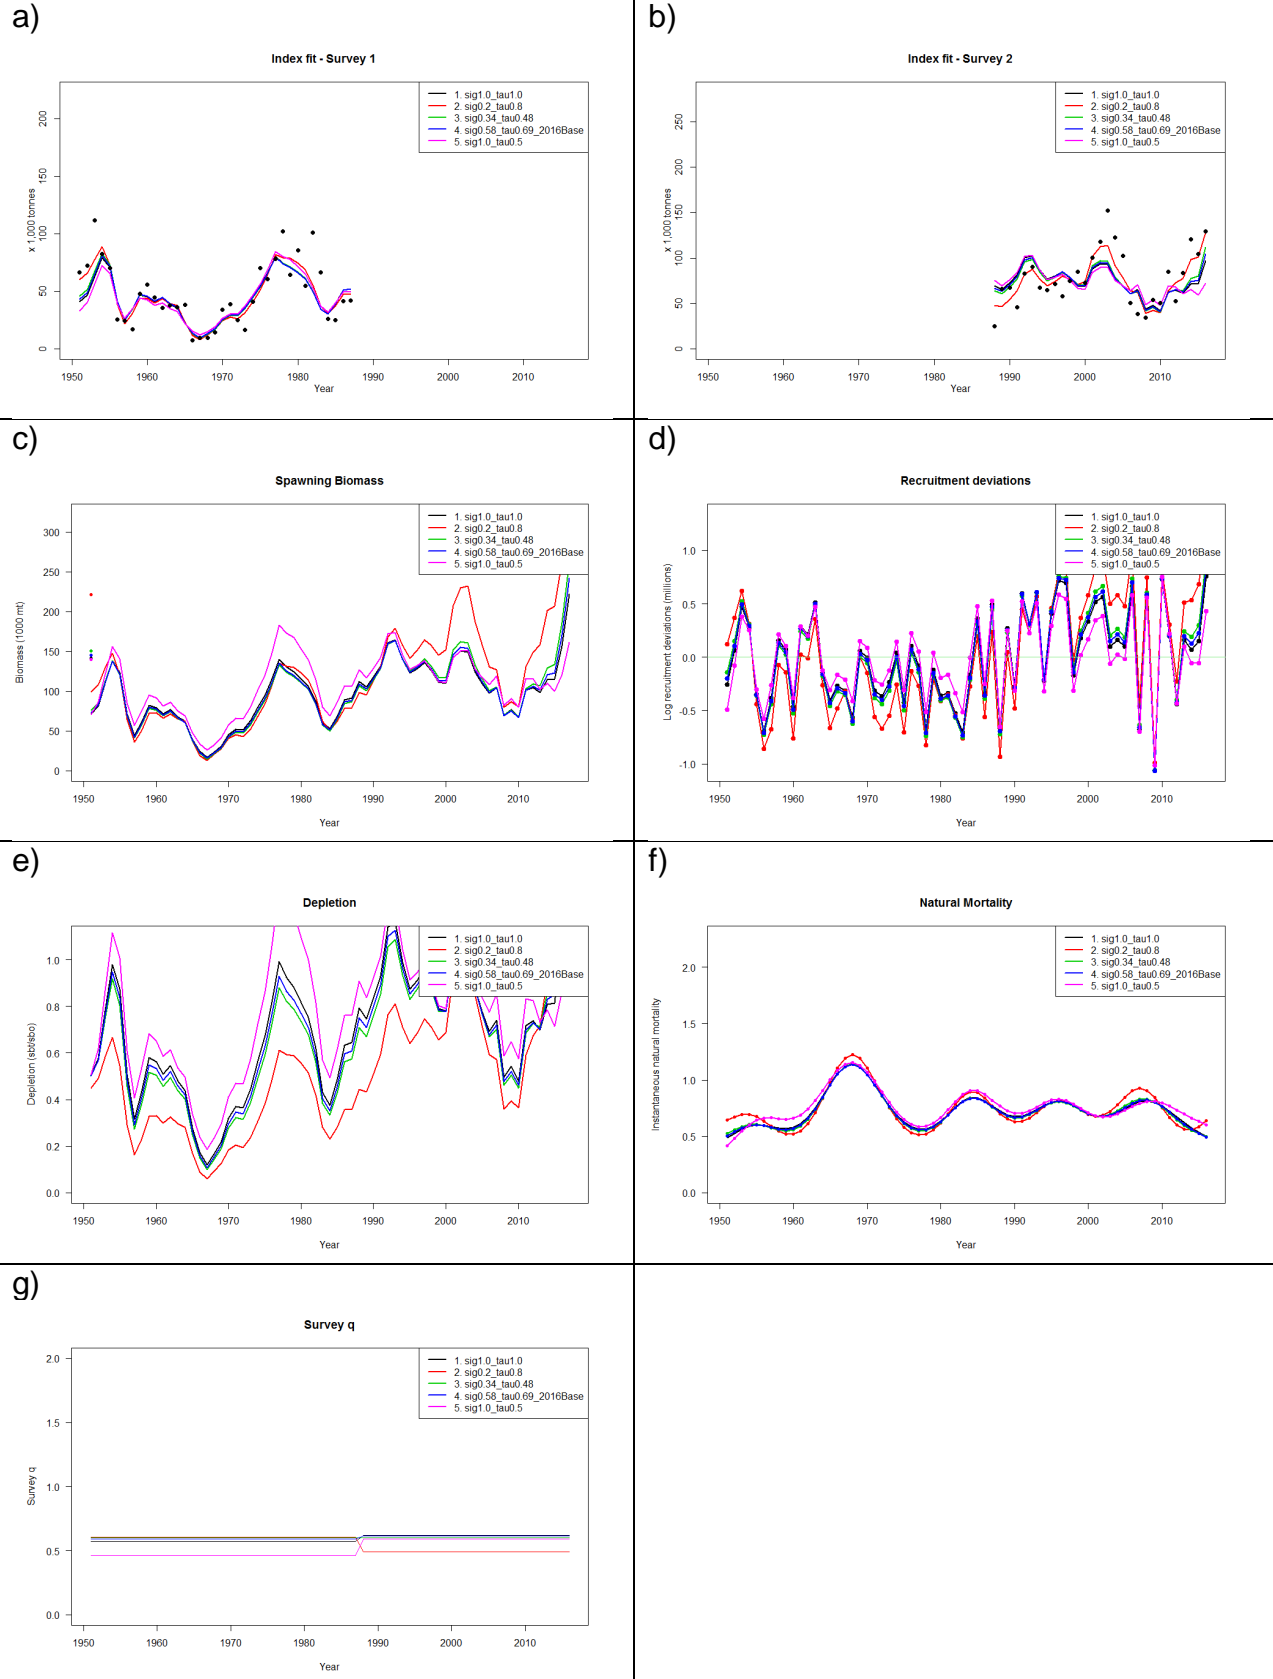 a)
Index fit - Survey 1
1. sig1.0_tau1.0
2. sig0.2_tau0.8
3. sig0.34_tau0.48
4. sig0.58_tau0.69_2016Base
5. sig1.0_tau0.5
x 1,000 tonnes
200
150
100
50
0
1950 1960 1970 1980 1990 2000 2010
Year
b)
Index fit - Survey 2
1. sig1.0_tau1.0
2. sig0.2_tau0.8
3. sig0.34_tau0.48
4. sig0.58_tau0.69_2016Base
5. sig1.0_tau0.5
x 1,000 tonnes
250
200
150
100
50
0
1950 1960 1970 1980 1990 2000 2010
Year
c)
Spawning Biomass
1. sig1.0_tau1.0
2. sig0.2_tau0.8
3. sig0.34_tau0.48
4. sig0.58_tau0.69_2016Base
5. sig1.0_tau0.5
Biomass (1000 mt)
300
250
200
150
100
50
0
1950 1960 1970 1980 1990 2000 2010
Year
d)
Recruitment deviations
1. sig1.0_tau1.0
2. sig0.2_tau0.8
3. sig0.34_tau0.48
4. sig0.58_tau0.69_2016Base
5. sig1.0_tau0.5
Log recruitment deviations (millions)
1.0
0.5
0.0
-0.5
-1.0
1950 1960 1970 1980 1990 2000 2010
Year
e)
Depletion
1. sig1.0_tau1.0
2. sig0.2_tau0.8
3. sig0.34_tau0.48
4. sig0.58_tau0.69_2016Base
5. sig1.0_tau0.5
Depletion (sbt/sbo)
1.0
0.8
0.6
0.4
0.2
0.0
1950 1960 1970 1980 1990 2000 2010
Year
f)
Natural Mortality
1. sig1.0_tau1.0
2. sig0.2_tau0.8
3. sig0.34_tau0.48
4. sig0.58_tau0.69_2016Base
5. sig1.0_tau0.5
Instantaneous natural mortality
2.0
1.5
1.0
0.5
0.0
1950 1960 1970 1980 1990 2000 2010
Year
g)
Survey q
1. sig1.0_tau1.0
2. sig0.2_tau0.8
3. sig0.34_tau0.48
4. sig0.58_tau0.69_2016Base
5. sig1.0_tau0.5
Survey q
2.0
1.5
1.0
0.5
0.0
1950 1960 1970 1980 1990 2000 2010
Year